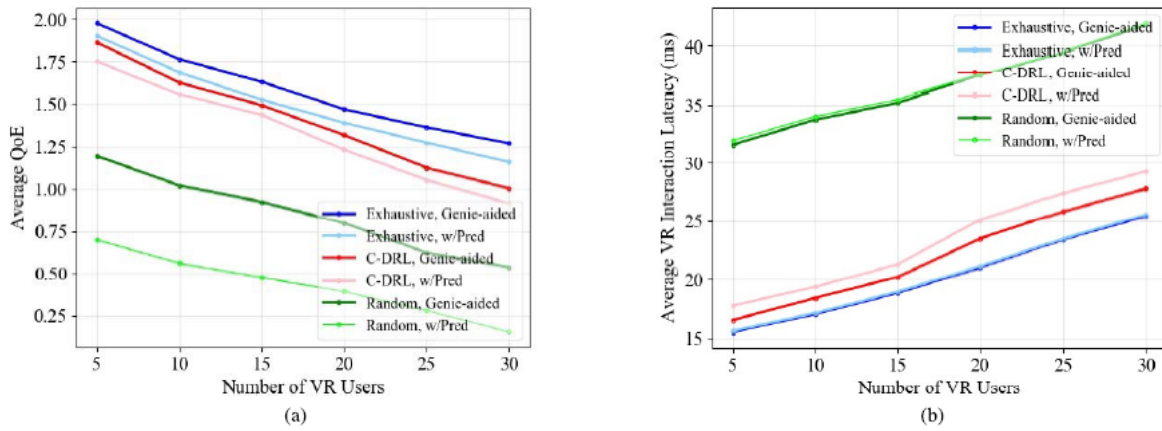 2.00
1.75
1.50
1.25
1.00
0.75
0.50
0.25
Average QoE
Exhaustive, Genie-aided
Exhaustive, w/Pred
C-DRL, Genie-aided
C-DRL, w/Pred
Random, Genie-aided
Random, w/Pred
5 10 15 20 25 30
Number of VR Users
(a)
40
35
30
25
20
15
Average VR Interaction Latency (ms)
Exhaustive, Genie-aided
Exhaustive, w/Pred
C-DRL, Genie-aided
C-DRL, w/Pred
Random, Genie-aided
Random, w/Pred
5 10 15 20 25 30
Number of VR Users
(b)